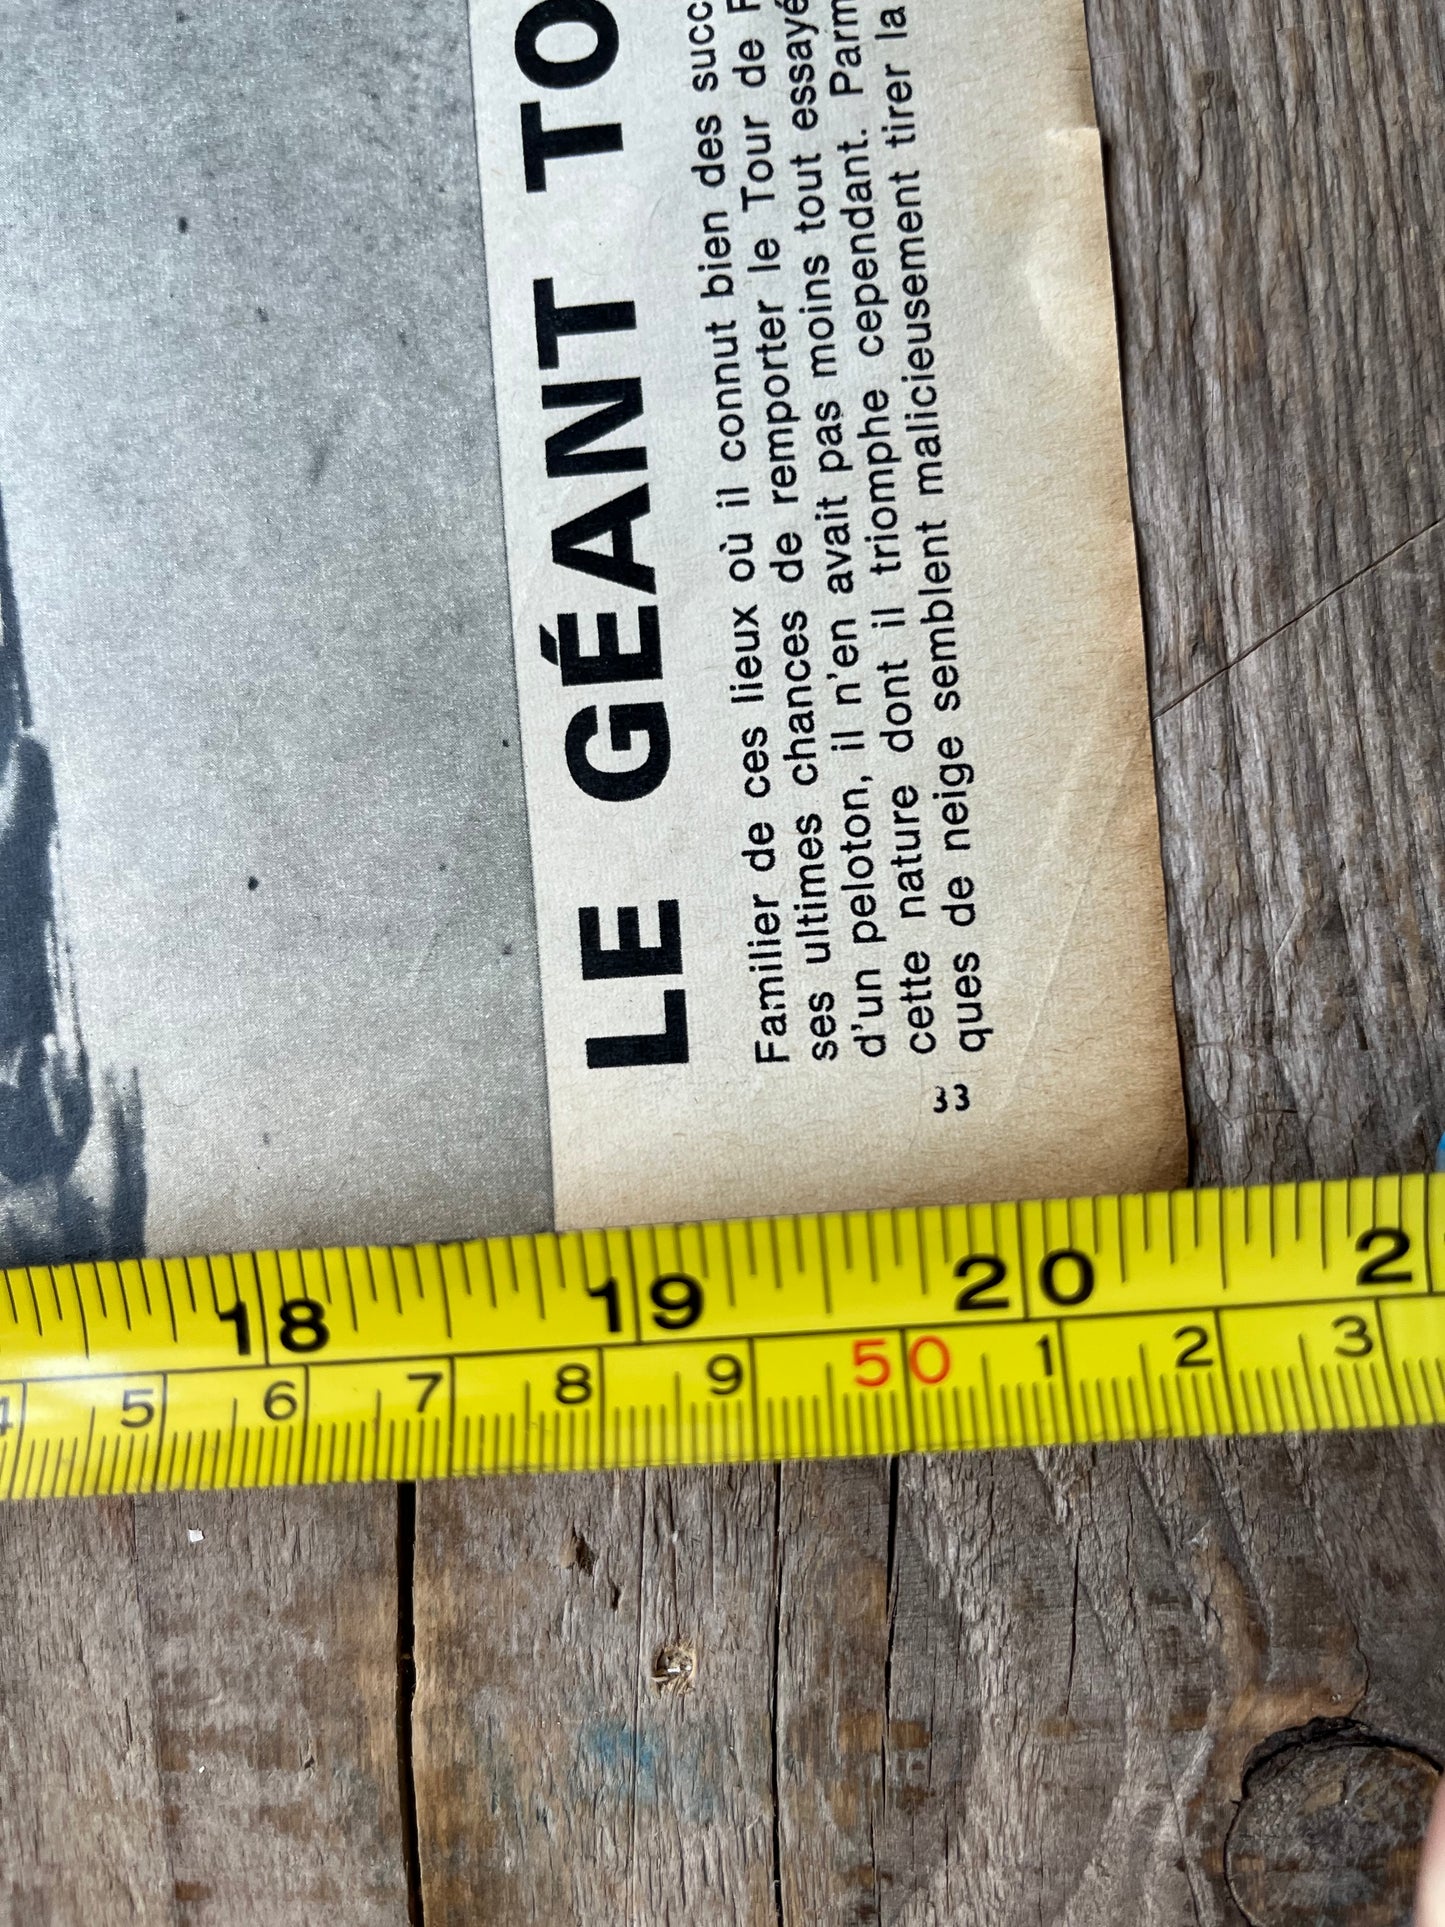 LE GÉANT TO
Familier de ces lieux où il connut bien des succ
ses ultimes chances de remporter le Tour de F
d'un peloton, il n'en avait pas moins tout essayé
cette nature dont il triomphe cependant. Parm
ques de neige semblent malicieusement tirer la
33
18 19 20 2
4 5 6 7 8 9 50 1 2 3